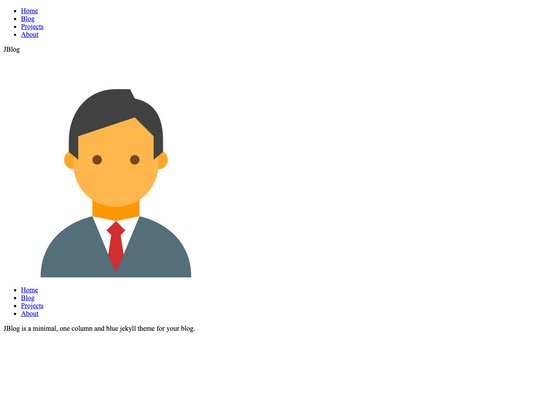 Home
Blog
Projects
About
JBlog
Home
Blog
Projects
About
JBlog is a minimal, one column and blue jekyll theme for your blog.